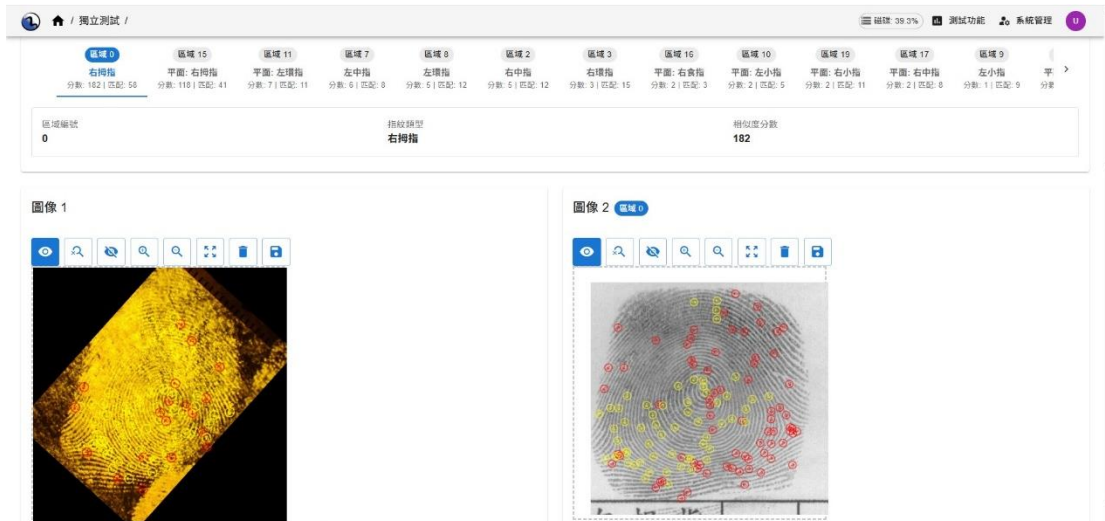 / 獨立測試 /
磁碟: 39.3%
測試功能
系統管理
U
區域 0
右拇指
分數: 182 | 匹配: 58
區域 15
平面: 右拇指
分數: 118 | 匹配: 41
區域 11
平面: 左環指
分數: 7 | 匹配: 11
區域 7
左中指
分數: 6 | 匹配: 8
區域 8
左環指
分數: 5 | 匹配: 12
區域 2
右中指
分數: 5 | 匹配: 12
區域 3
右環指
分數: 3 | 匹配: 15
區域 16
平面: 右食指
分數: 2 | 匹配: 3
區域 10
平面: 左小指
分數: 2 | 匹配: 5
區域 19
平面: 右小指
分數: 2 | 匹配: 11
區域 17
平面: 右中指
分數: 2 | 匹配: 8
區域 9
左小指
分數: 1 | 匹配: 9
區域編號
0
指紋類型
右拇指
相似度分數
182
圖像 1
圖像 2 區域 0